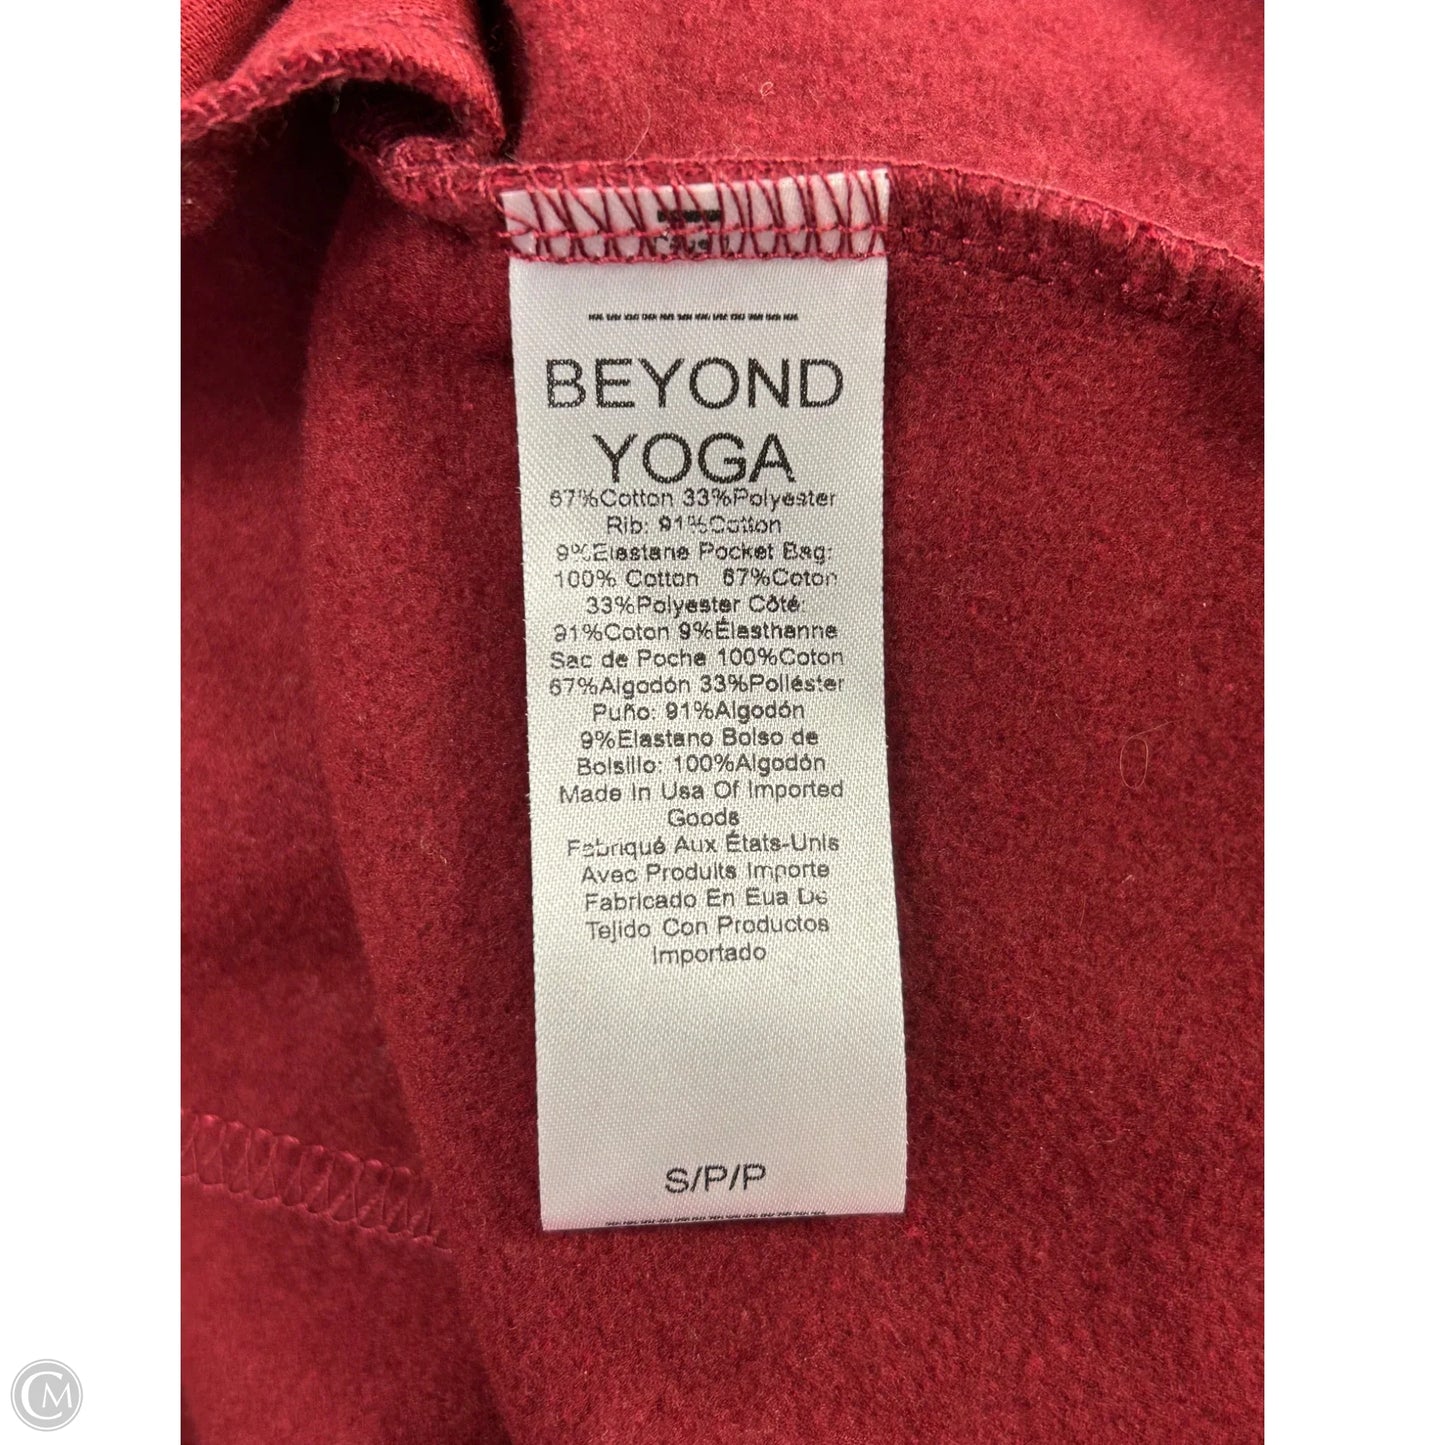 BEYOND
YOGA
67%Cotton 33%Polyester
Rib: 91%Cotton
9%Elastane Pocket Bag:
100% Cotton 67%Coton
33%Polyester Côté:
91%Coton 9%Élasthanne
Sac de Poche 100%Coton
67%Algodón 33%Poliéster
Puño: 91%Algodón
9%Elastano Bolso de
Bolsillo: 100%Algodón
Made In Usa Of Imported
Goods
Fabriqué Aux États-Unis
Avec Produits Importe
Fabricado En Eua De
Tejido Con Productos
Importado
S/P/P
CM